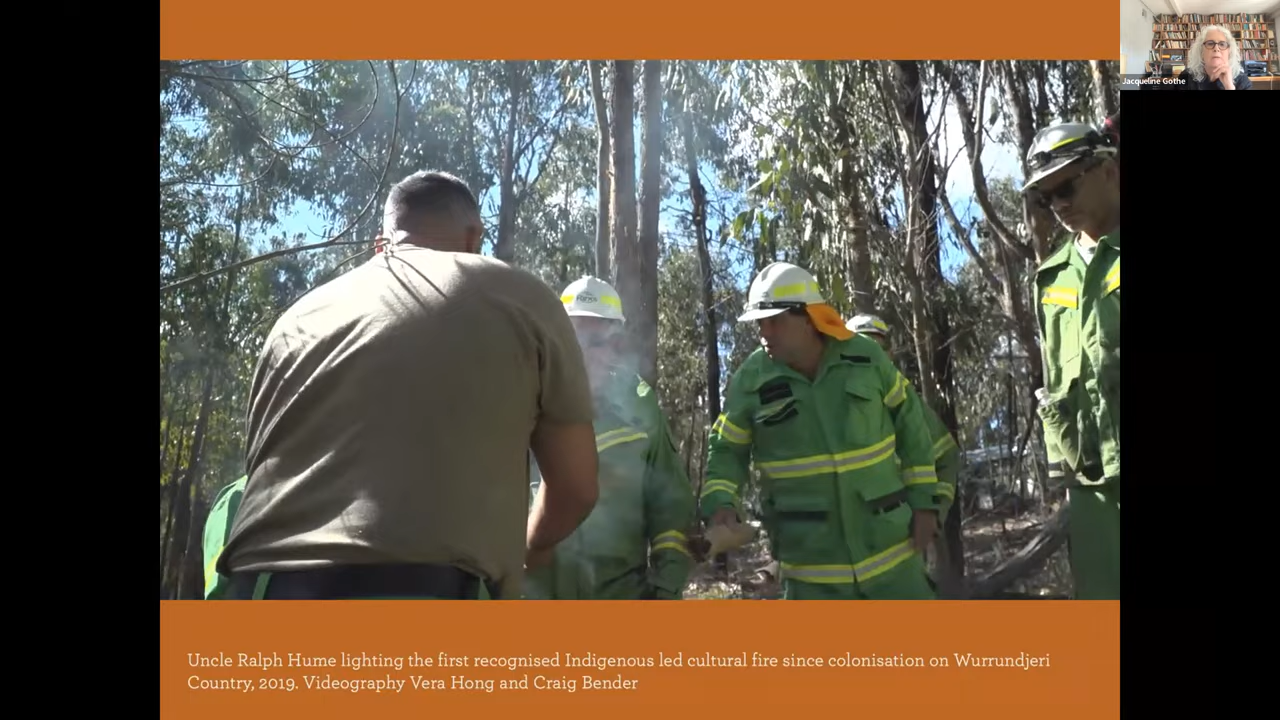 Jacqueline Gothe
Uncle Ralph Hume lighting the first recognised Indigenous led cultural fire since colonisation on Wurrundjeri
Country, 2019. Videography Vera Hong and Craig Bender